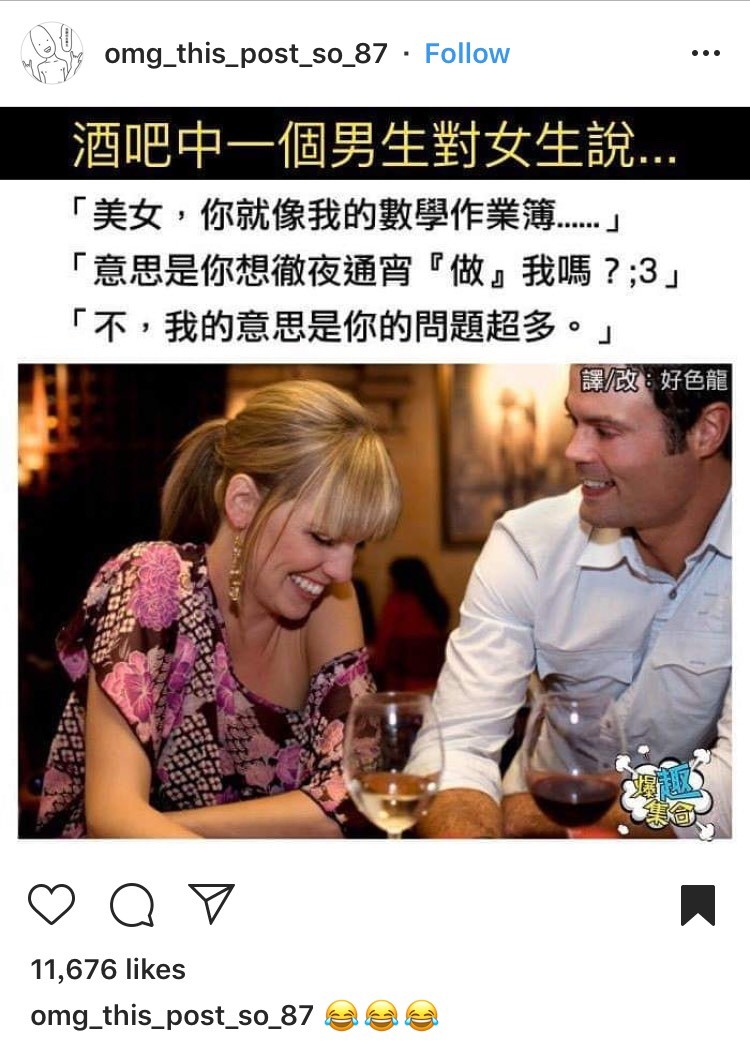 omg_this_post_so_87 · Follow
酒吧中一個男生對女生說...
「美女，你就像我的數學作業簿......」
「意思是你想徹夜通宵『做』我嗎？;3」
「不，我的意思是你的問題超多。」
譯/改：好色龍
爆趣
集合
11,676 likes
omg_this_post_so_87 😂😂😂